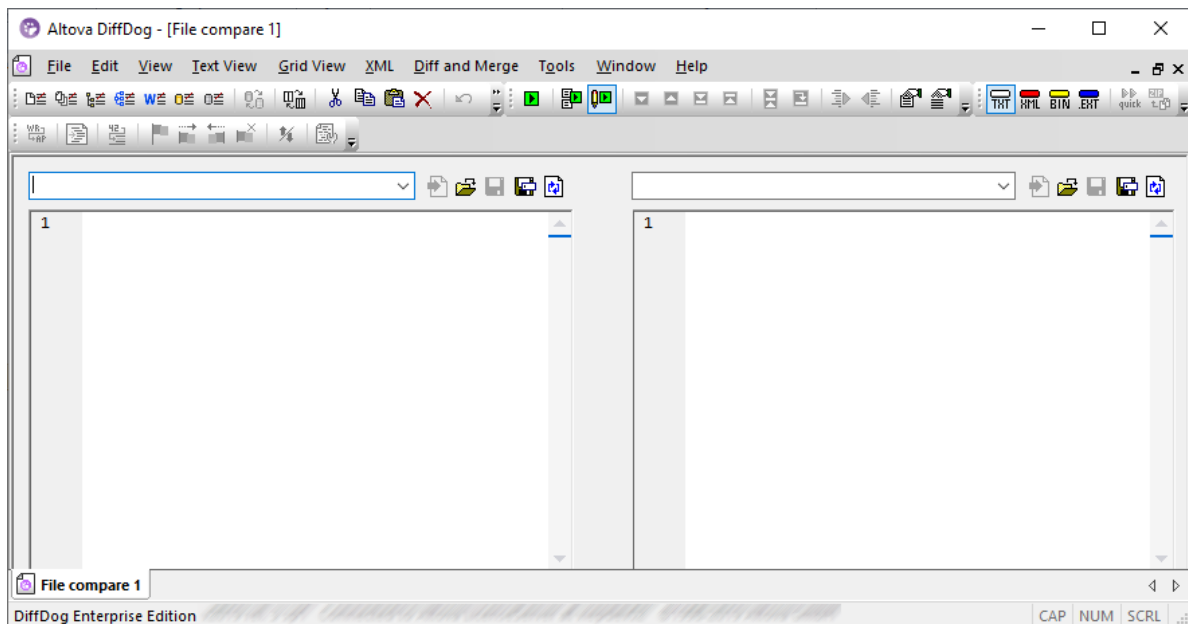 Altova DiffDog - [File compare 1]
File Edit View Text View Grid View XML Diff and Merge Tools Window Help
TXT XML BIN .EXT quick
1 1
File compare 1
DiffDog Enterprise Edition CAP NUM SCRL